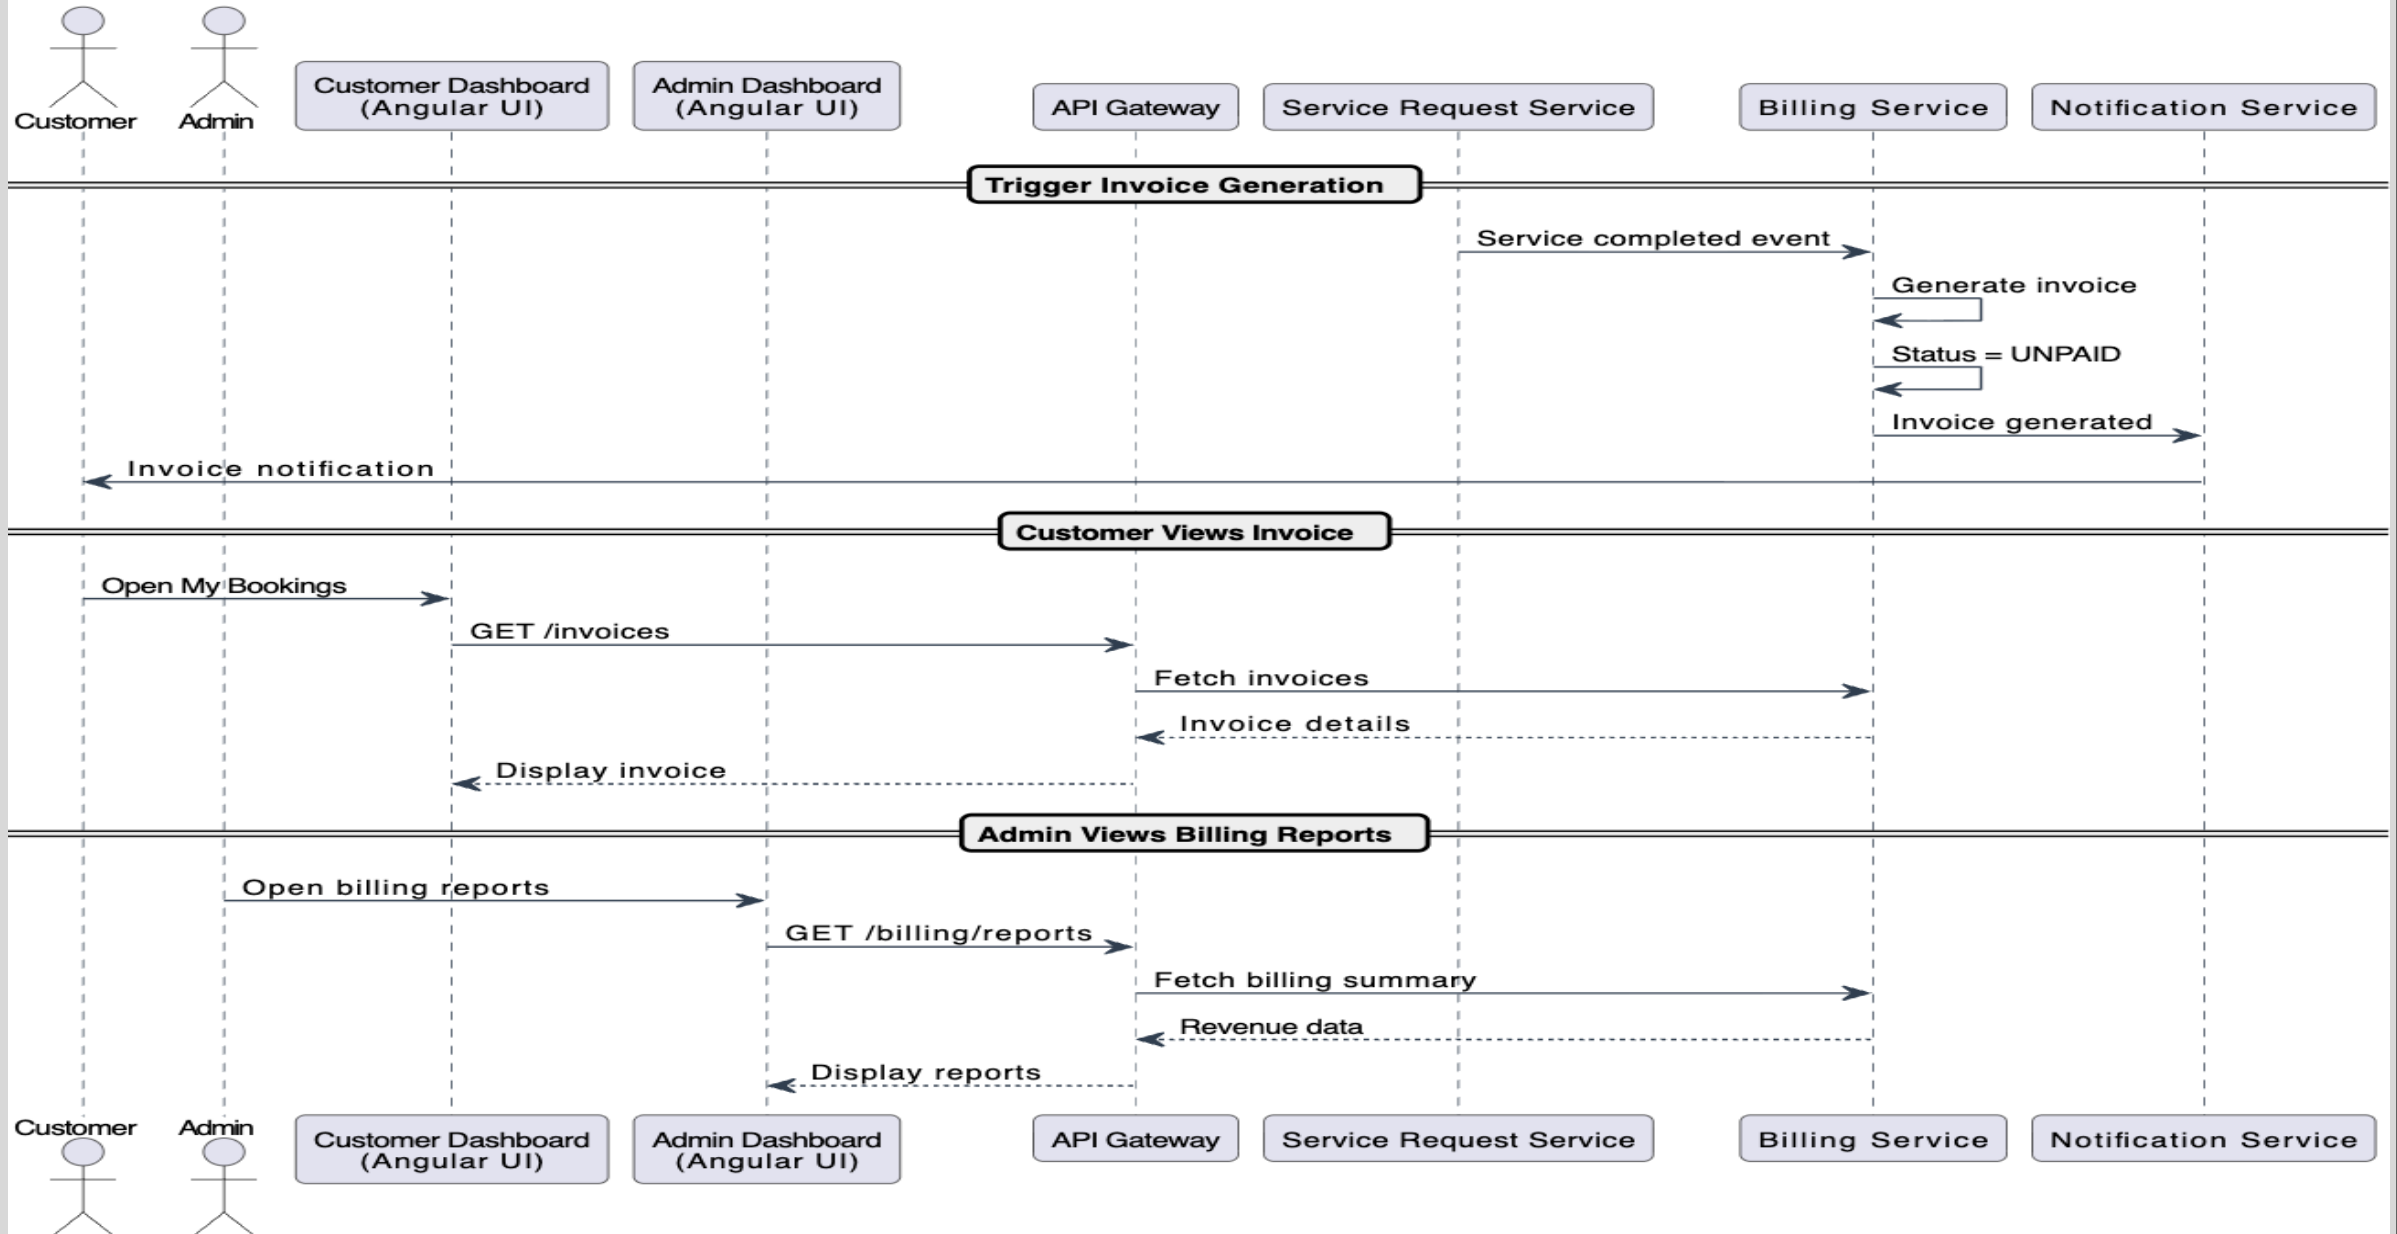 Customer
Admin
Customer Dashboard
(Angular UI)
Admin Dashboard
(Angular UI)
API Gateway
Service Request Service
Billing Service
Notification Service
Trigger Invoice Generation
Service completed event
Generate invoice
Status = UNPAID
Invoice generated
Invoice notification
Customer Views Invoice
Open My Bookings
GET /invoices
Fetch invoices
Invoice details
Display invoice
Admin Views Billing Reports
Open billing reports
GET /billing/reports
Fetch billing summary
Revenue data
Display reports
Customer
Admin
Customer Dashboard
(Angular UI)
Admin Dashboard
(Angular UI)
API Gateway
Service Request Service
Billing Service
Notification Service